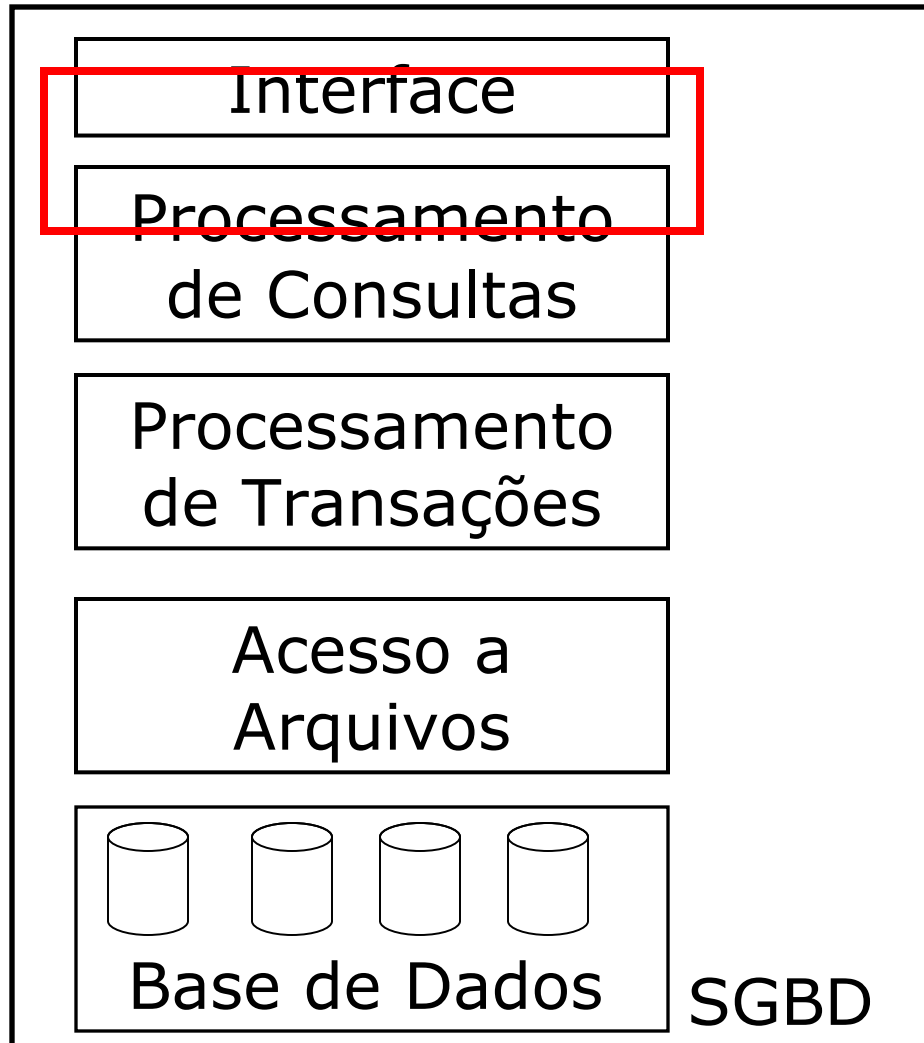 Interface
Processamento
de Consultas
Processamento
de Transações
Acesso a
Arquivos
Base de Dados
SGBD